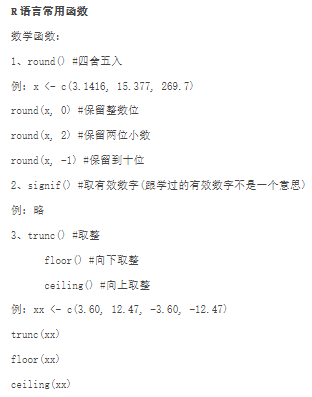 R 语言常用函数
数学函数:
1、round() #四舍五入
例: x <- c(3.1416, 15.377, 269.7)
round(x, 0) #保留整数位
round(x, 2) #保留两位小数
round(x, -1) #保留到十位
2、signif() #取有效数字(跟学过的有效数字不是一个意思)
例: 略
3、trunc() #取整
floor() #向下取整
ceiling() #向上取整
例: xx <- c(3.60, 12.47, -3.60, -12.47)
trunc(xx)
floor(xx)
ceiling(xx)